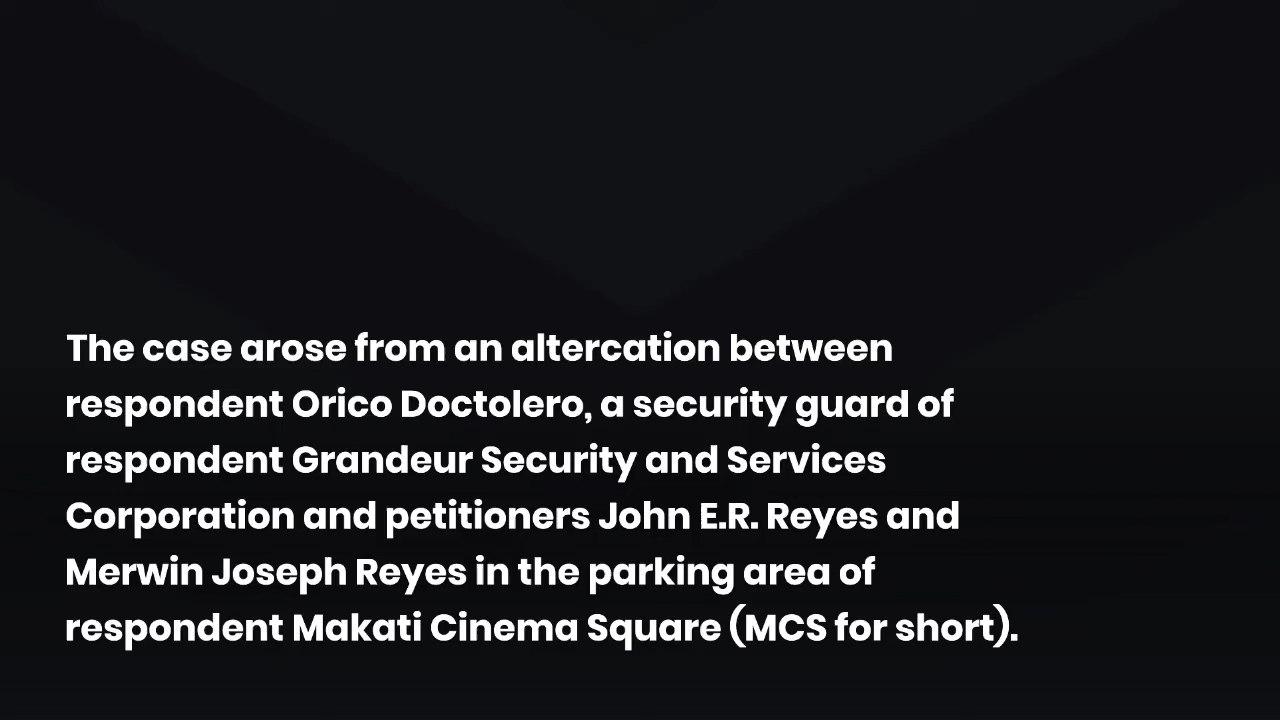 The case arose from an altercation between
respondent Orico Doctolero, a security guard of
respondent Grandeur Security and Services
Corporation and petitioners John E.R. Reyes and
Merwin Joseph Reyes in the parking area of
respondent Makati Cinema Square (MCS for short).